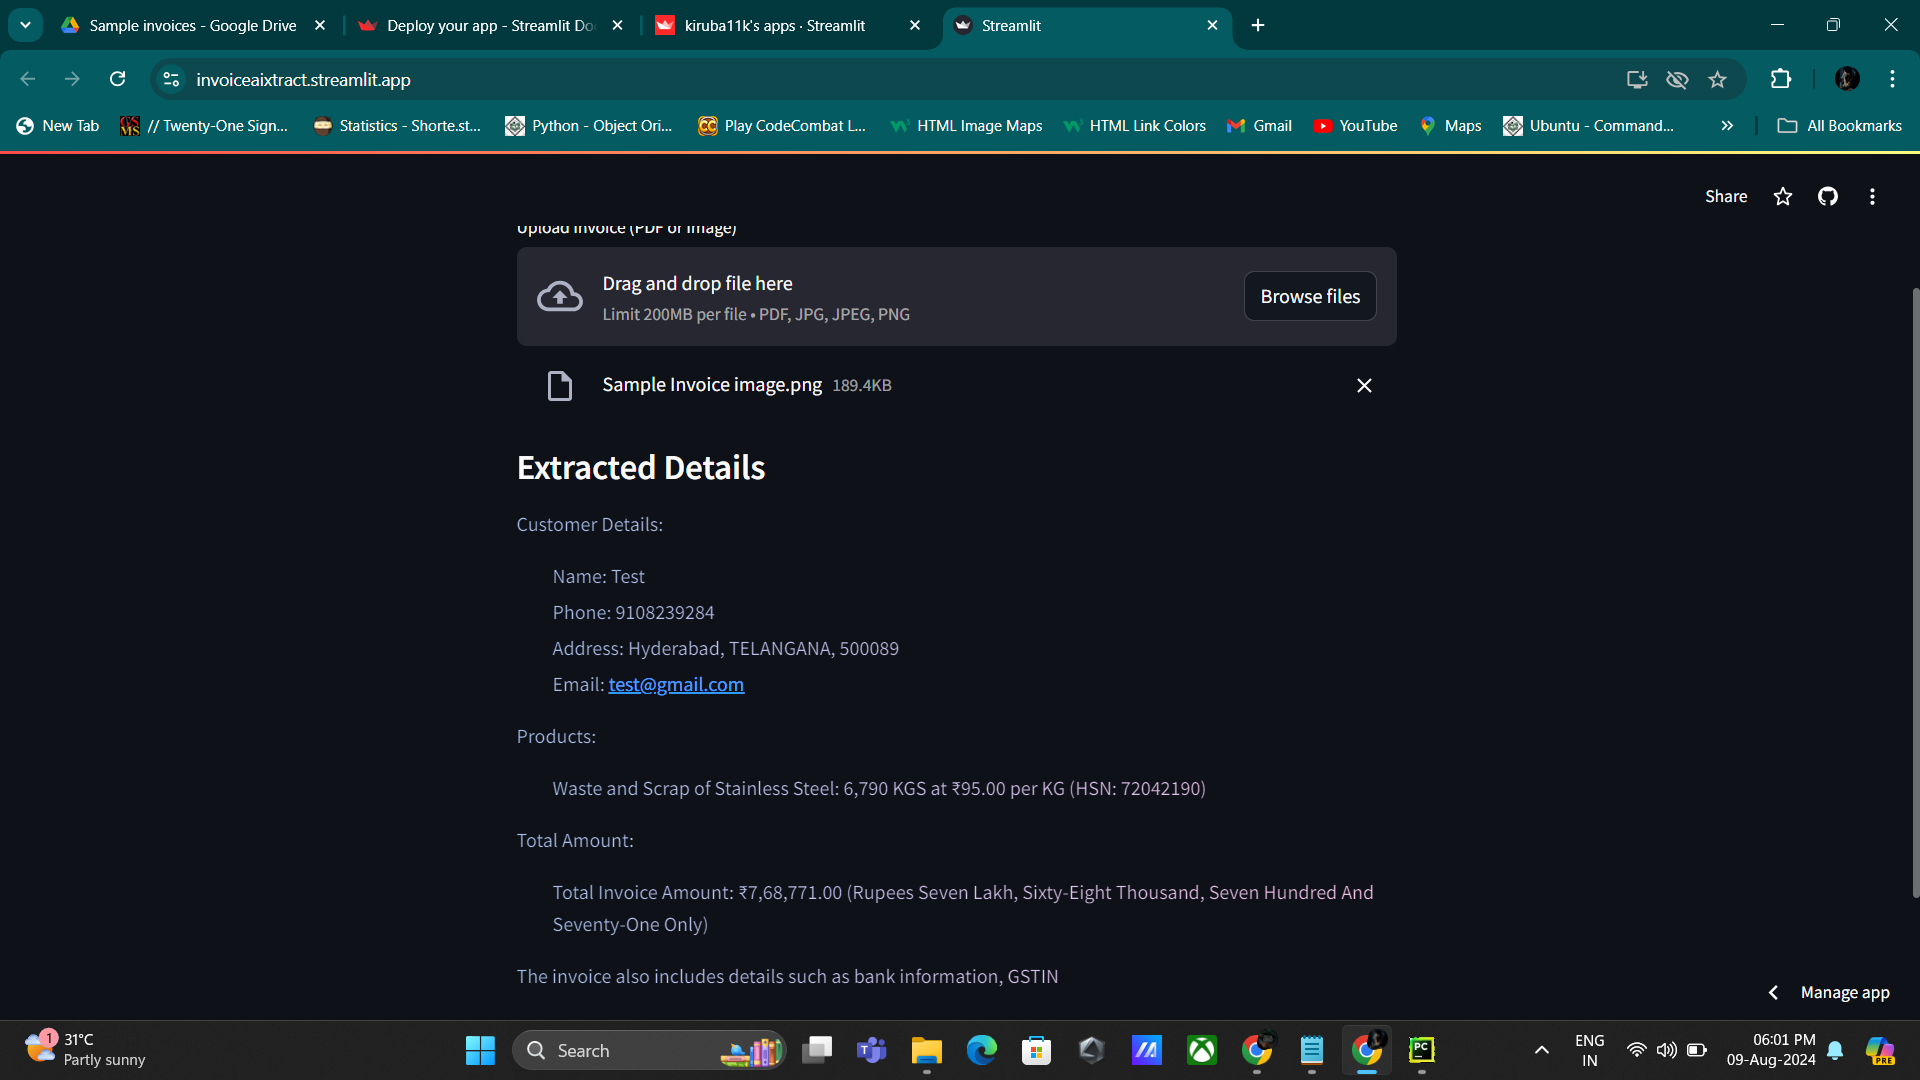 Sample invoices - Google Drive
Deploy your app - Streamlit Do
kiruba11k's apps · Streamlit
Streamlit
invoiceaixtract.streamlit.app
New Tab
// Twenty-One Sign...
Statistics - Shorte.st...
Python - Object Ori...
Play CodeCombat L...
HTML Image Maps
HTML Link Colors
Gmail
YouTube
Maps
Ubuntu - Command...
All Bookmarks
Share
Upload Invoice (PDF or Image)
Drag and drop file here
Limit 200MB per file • PDF, JPG, JPEG, PNG
Browse files
Sample Invoice image.png 189.4KB
Extracted Details
Customer Details:
Name: Test
Phone: 9108239284
Address: Hyderabad, TELANGANA, 500089
Email: test@gmail.com
Products:
Waste and Scrap of Stainless Steel: 6,790 KGS at ₹95.00 per KG (HSN: 72042190)
Total Amount:
Total Invoice Amount: ₹7,68,771.00 (Rupees Seven Lakh, Sixty-Eight Thousand, Seven Hundred And
Seventy-One Only)
The invoice also includes details such as bank information, GSTIN
Manage app
1
31°C
Partly sunny
Search
ENG
IN
06:01 PM
09-Aug-2024
PRE